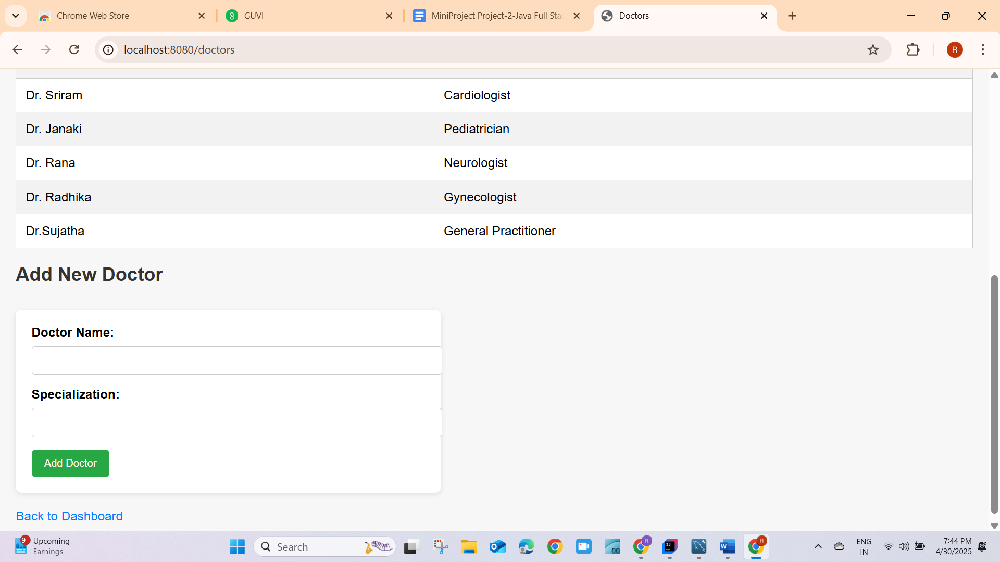 Chrome Web Store
GUVI
MiniProject Project-2-Java Full Sta
Doctors
localhost:8080/doctors
R
Dr. Sriram Cardiologist
Dr. Janaki Pediatrician
Dr. Rana Neurologist
Dr. Radhika Gynecologist
Dr.Sujatha General Practitioner
Add New Doctor
Doctor Name:
Specialization:
Add Doctor
Back to Dashboard
9+
Upcoming
Earnings
Search
R
R
ENG
IN
7:44 PM
4/30/2025